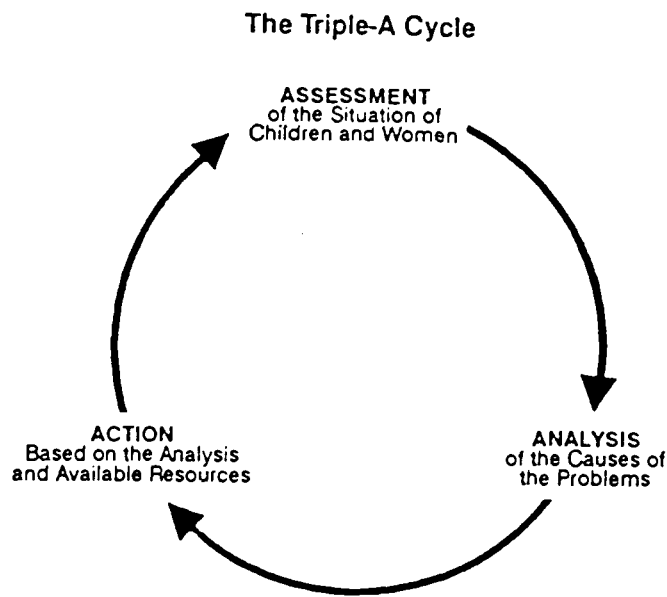 The Triple-A Cycle
ASSESSMENT
of the Situation of
Children and Women
ACTION
Based on the Analysis
and Available Resources
ANALYSIS
of the Causes of
the Problems